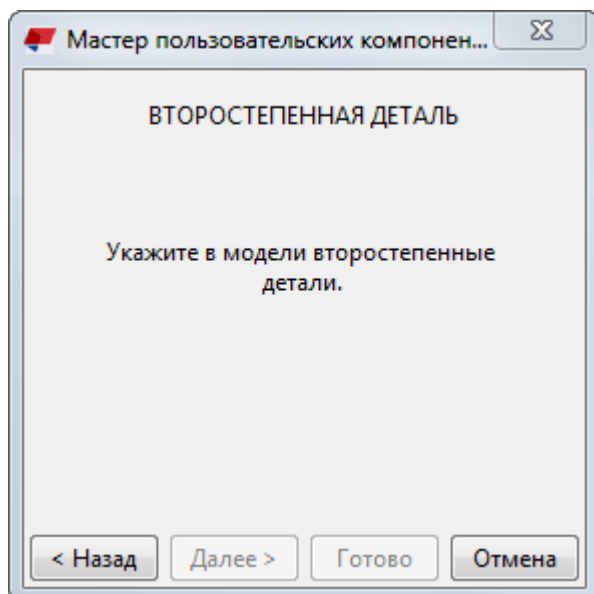 Мастер пользовательских компонен...
ВТОРОСТЕПЕННАЯ ДЕТАЛЬ
Укажите в модели второстепенные
детали.
< Назад Далее > Готово Отмена